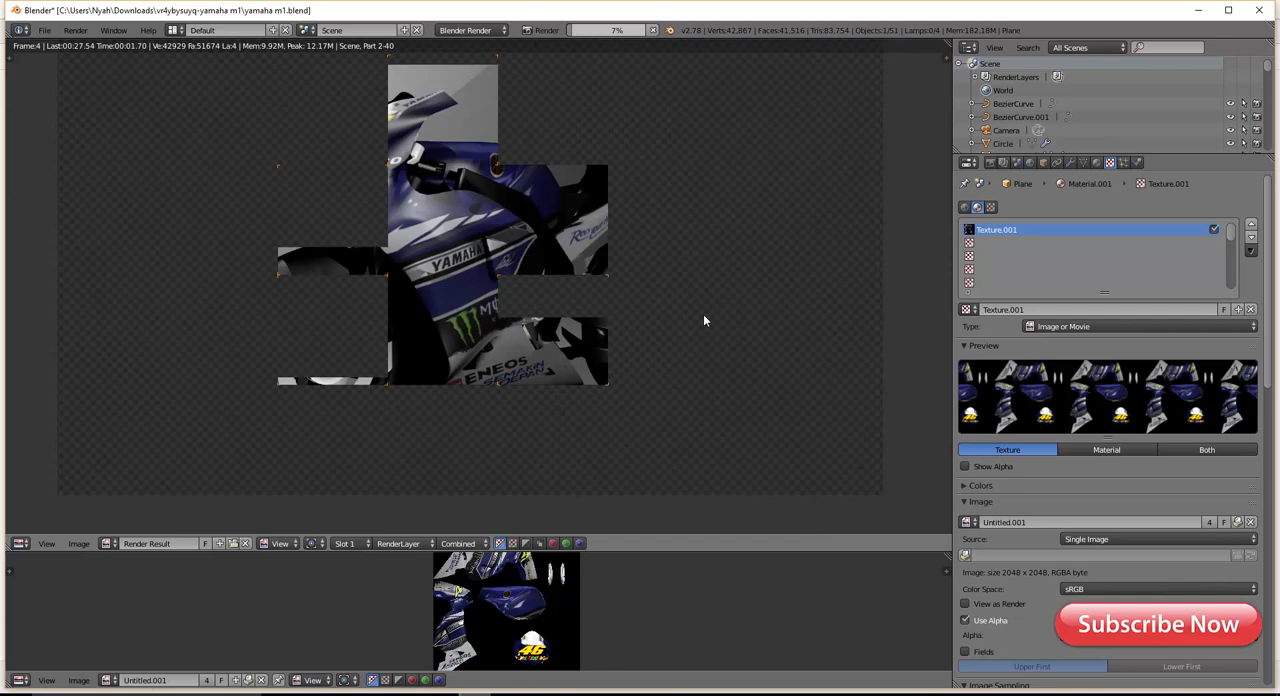 Blender* [C:\Users\Nyah\Downloads\vr4ybysuyq-yamaha m1\yamaha m1.blend]
File Render Window Help Default Scene Blender Render Render 7% v2.78 | Verts:42,867 | Faces:41,516 | Tris:83,754 | Objects:1/51 | Lamps:0/4 | Mem:182.18M | Plane
Frame:4 | Last:00:27.54 Time:00:01.70 | Ve:42929 Fa:51674 La:4 | Mem:9.92M, Peak: 12.17M | Scene, Part 2-40
View Search All Scenes
Scene
RenderLayers
World
BezierCurve
BezierCurve.001
Camera
Circle
Plane Material.001 Texture.001
Texture.001
Texture.001 F
Type: Image or Movie
Preview
Texture Material Both
Show Alpha
Colors
Image
Untitled.001 4 F
Source: Single Image
Image: size 2048 x 2048, RGBA byte
Color Space: sRGB
View as Render
Use Alpha
Alpha:
Fields
Upper First Lower First
Image Sampling
Subscribe Now
YAMAHA
ENEOS
46
View Image Render Result F View Slot 1 RenderLayer Combined
View Image Untitled.001 4 F View